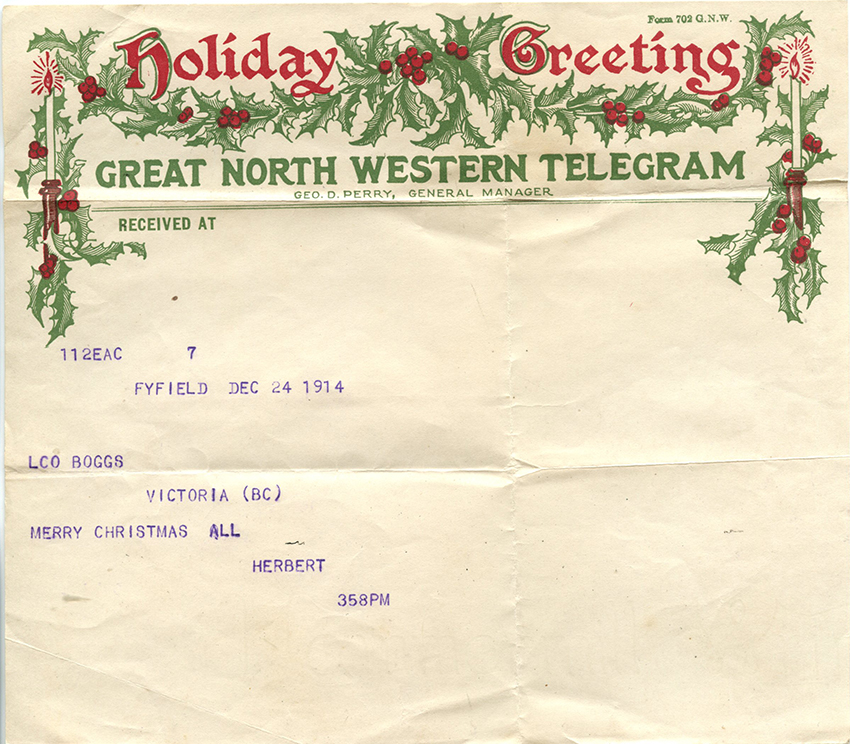 Form 702 G.N.W.
Holiday Greeting
GREAT NORTH WESTERN TELEGRAM
GEO. D. PERRY, GENERAL MANAGER
RECEIVED AT
112EAC 7
FYFIELD DEC 24 1914
LCO BOGGS
VICTORIA (BC)
MERRY CHRISTMAS ALL
HERBERT
358PM